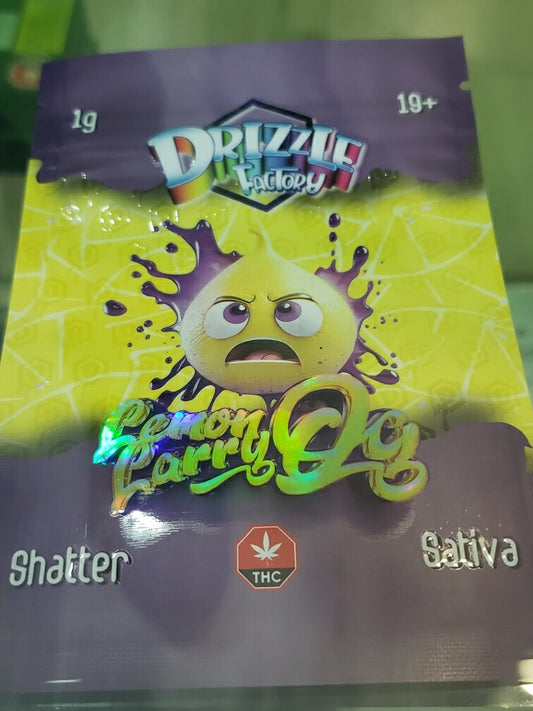 1g
19+
DRIZZLE
FACTORY
Lemon
Larry OG
Shatter
THC
Sativa